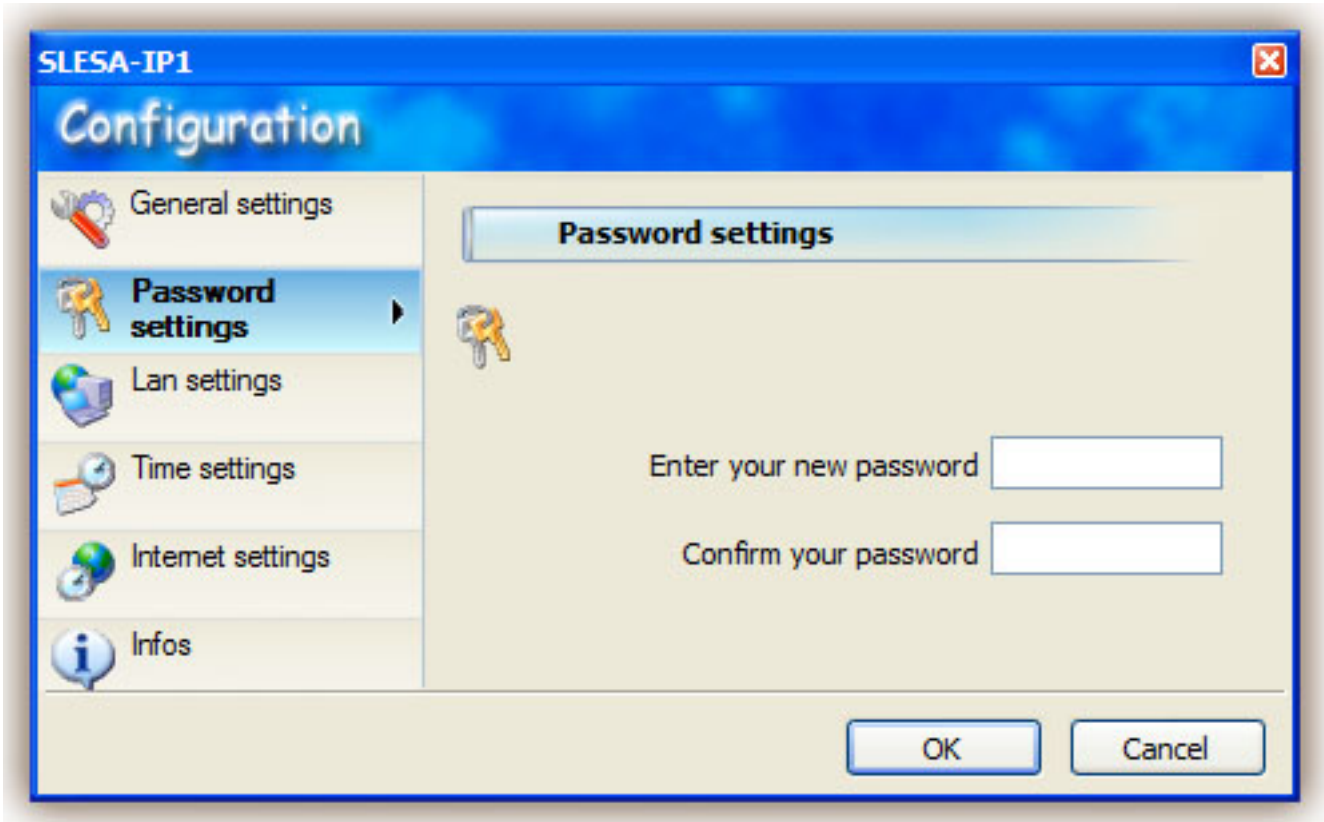 SLESA-IP1
Configuration
General settings
Password
settings
Lan settings
Time settings
Internet settings
Infos
Password settings
Enter your new password
Confirm your password
OK
Cancel